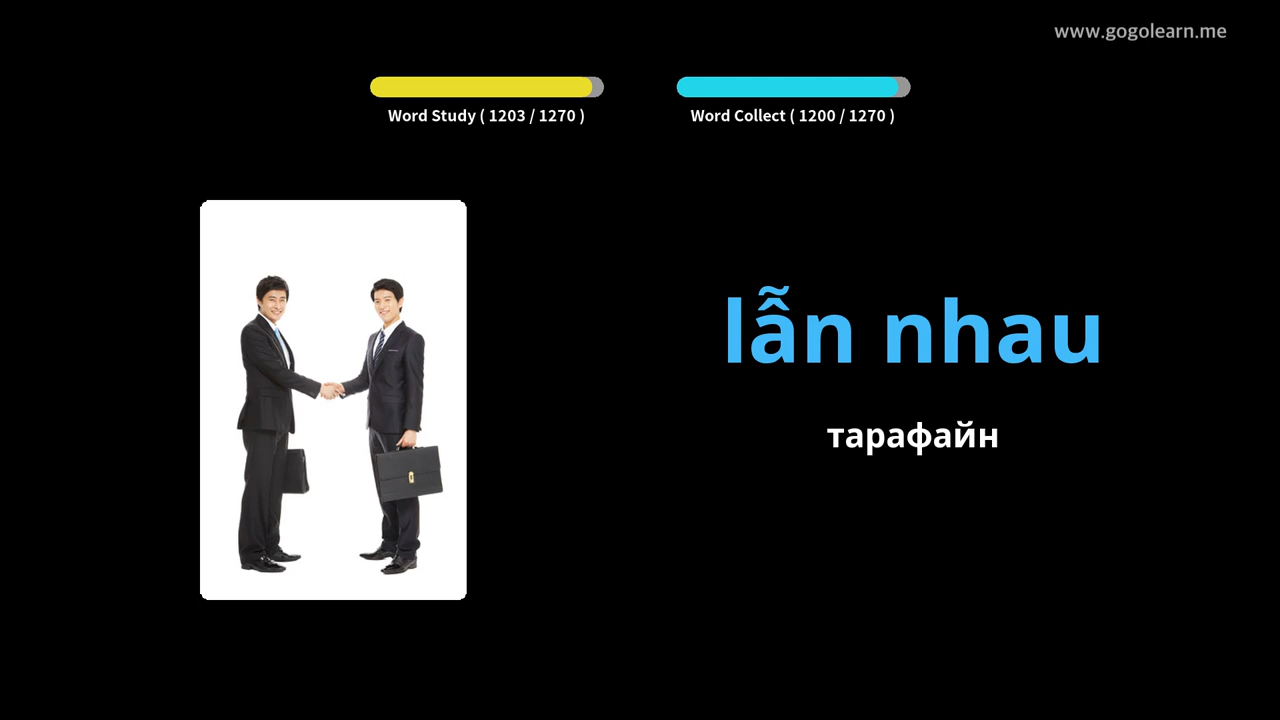 www.gogolearn.me
Word Study ( 1203 / 1270 )
Word Collect ( 1200 / 1270 )
lẫn nhau
тарафайн